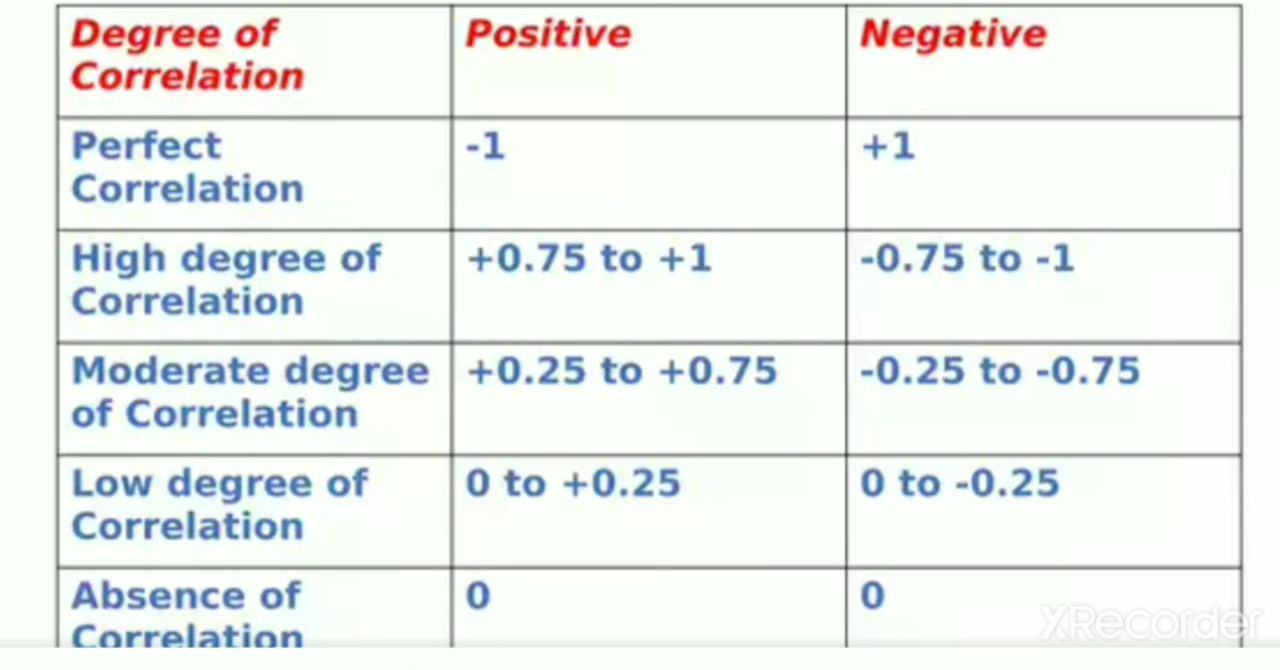 Degree of Correlation Positive Negative
Perfect Correlation -1 +1
High degree of Correlation +0.75 to +1 -0.75 to -1
Moderate degree of Correlation +0.25 to +0.75 -0.25 to -0.75
Low degree of Correlation 0 to +0.25 0 to -0.25
Absence of Correlation 0 0
XRecorder